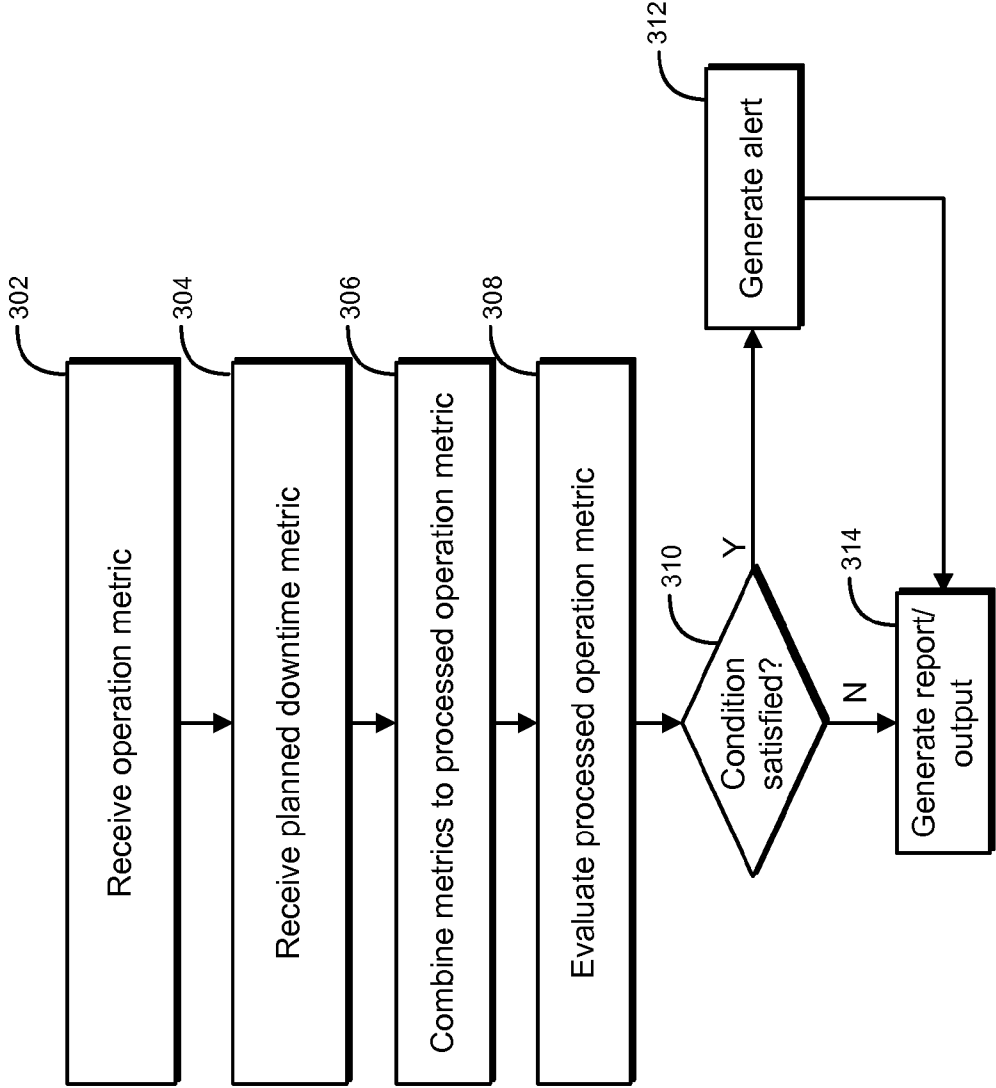 302
Receive operation metric
304
Receive planned downtime metric
306
Combine metrics to processed operation metric
308
Evaluate processed operation metric
310
Condition
satisfied?
Y
N
312
Generate alert
314
Generate report/
output